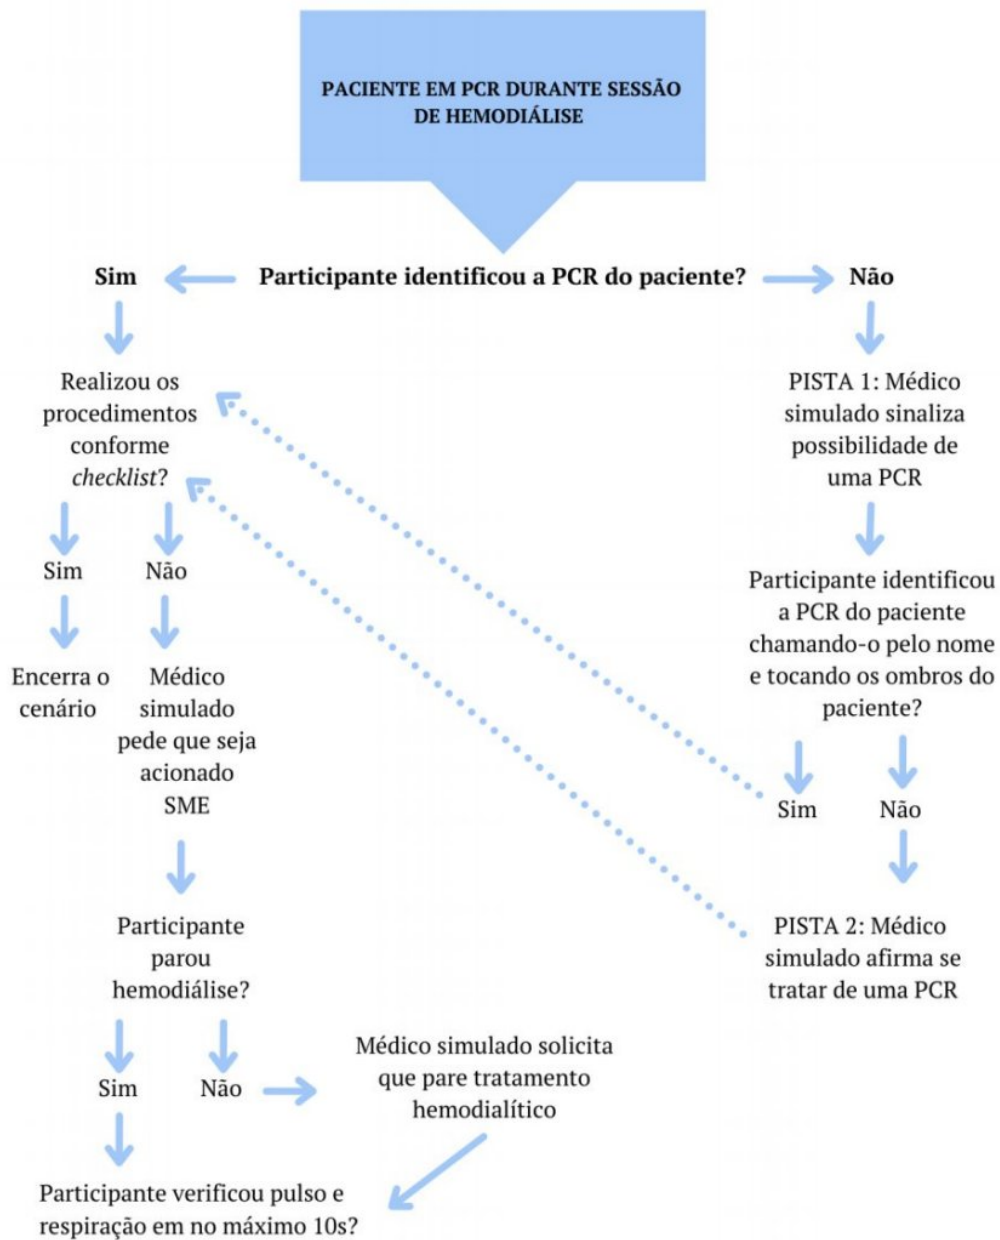 PACIENTE EM PCR DURANTE SESSÃO
DE HEMODIÁLISE
Sim
Participante identificou a PCR do paciente?
Não
Realizou os
procedimentos
conforme
checklist?
PISTA 1: Médico
simulado sinaliza
possibilidade de
uma PCR
Sim
Não
Participante identificou
a PCR do paciente
chamando-o pelo nome
e tocando os ombros do
paciente?
Encerra o
cenário
Médico
simulado
pede que seja
acionado
SME
Sim
Não
Participante
parou
hemodiálise?
PISTA 2: Médico
simulado afirma se
tratar de uma PCR
Sim
Não
Médico simulado solicita
que pare tratamento
hemodialítico
Participante verificou pulso e
respiração em no máximo 10s?